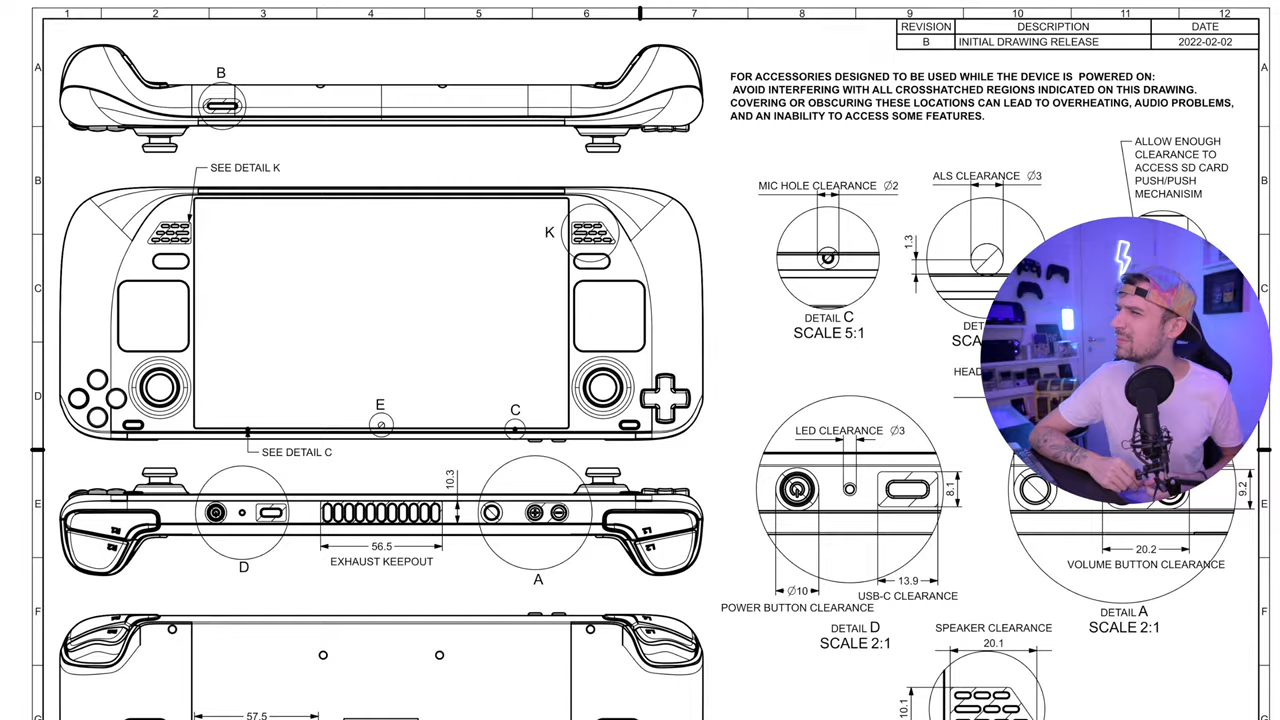 1 2 3 4 5 6 7 8 9 10 11 12
REVISION DESCRIPTION DATE
B INITIAL DRAWING RELEASE 2022-02-02
A A
FOR ACCESSORIES DESIGNED TO BE USED WHILE THE DEVICE IS POWERED ON:
AVOID INTERFERING WITH ALL CROSSHATCHED REGIONS INDICATED ON THIS DRAWING.
COVERING OR OBSCURING THESE LOCATIONS CAN LEAD TO OVERHEATING, AUDIO PROBLEMS,
AND AN INABILITY TO ACCESS SOME FEATURES.
B
ALLOW ENOUGH
CLEARANCE TO
ACCESS SD CARD
PUSH/PUSH
MECHANISIM
SEE DETAIL K
B B
MIC HOLE CLEARANCE Ø2
ALS CLEARANCE Ø3
K
1.3
C C
DETAIL C
SCALE 5:1
DET
SCA
HEAD
D D
E
C
SEE DETAIL C
LED CLEARANCE Ø3
10.3
8.1
9.2
E E
56.5
EXHAUST KEEPOUT
D
A
Ø10
POWER BUTTON CLEARANCE
13.9
USB-C CLEARANCE
DETAIL D
SCALE 2:1
20.2
VOLUME BUTTON CLEARANCE
DETAIL A
SCALE 2:1
F F
SPEAKER CLEARANCE
20.1
10.1
57.5
G G